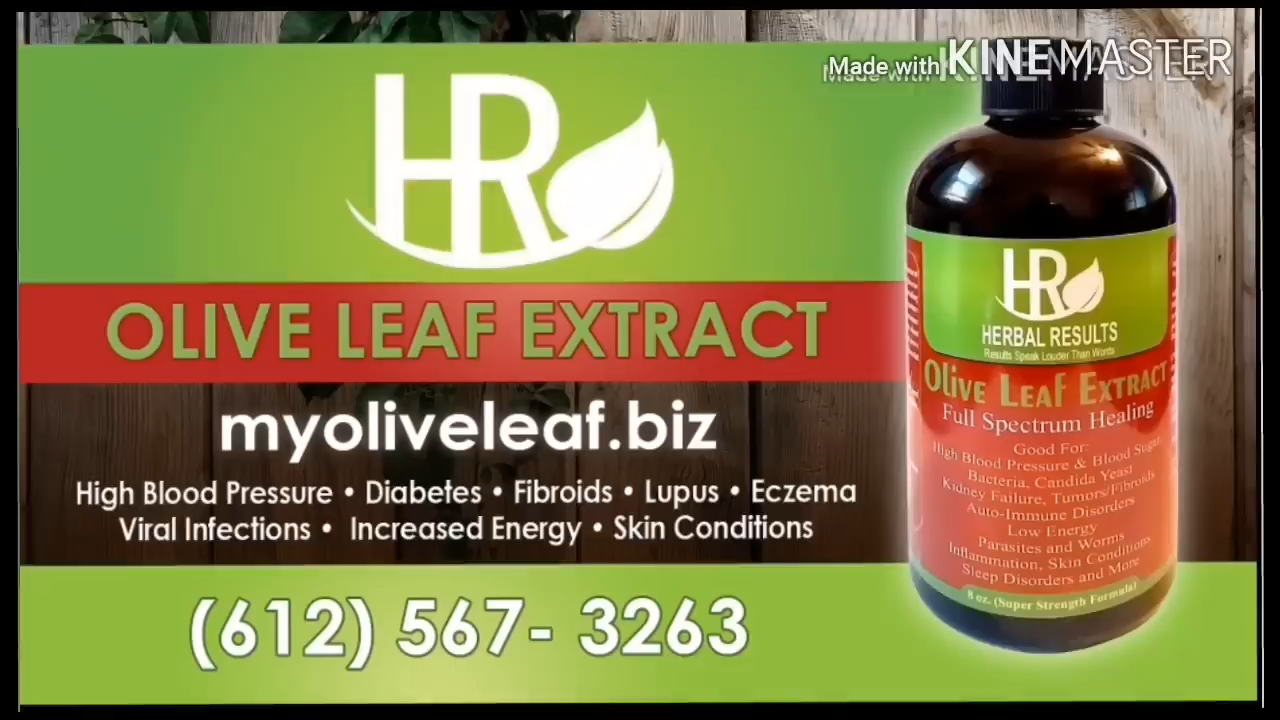 Made with KINEMASTER
HR
OLIVE LEAF EXTRACT
myoliveleaf.biz
High Blood Pressure • Diabetes • Fibroids • Lupus • Eczema
Viral Infections • Increased Energy • Skin Conditions
(612) 567- 3263
HR
HERBAL RESULTS
Results Speak Louder Than Words
Olive Leaf Extract
Full Spectrum Healing
Good For:
High Blood Pressure & Blood Sugar
Bacteria, Candida Yeast
Kidney Failure, Tumors/Fibroids
Auto-Immune Disorders
Low Energy
Parasites and Worms
Inflammation, Skin Conditions
Sleep Disorders and More
8 oz. (Super Strength Formula)